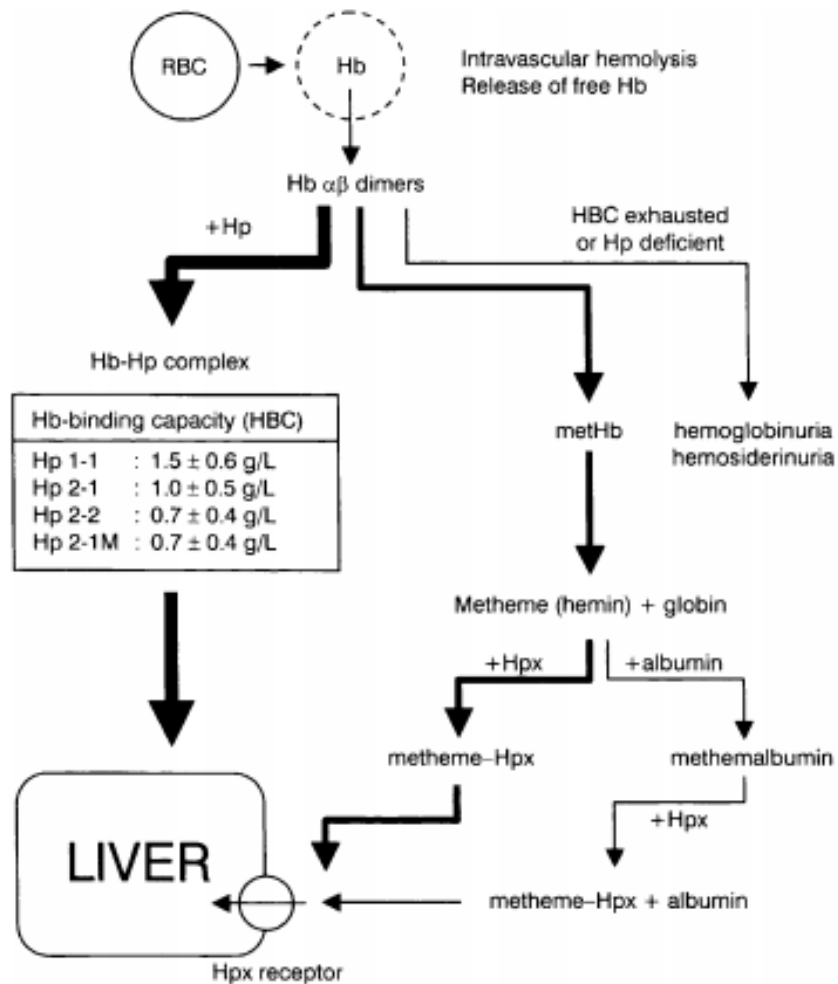 RBC
Hb
Intravascular hemolysis
Release of free Hb
Hb αβ dimers
+Hp
HBC exhausted
or Hp deficient
Hb-Hp complex
Hb-binding capacity (HBC)
Hp 1-1 : 1.5 ± 0.6 g/L
Hp 2-1 : 1.0 ± 0.5 g/L
Hp 2-2 : 0.7 ± 0.4 g/L
Hp 2-1M : 0.7 ± 0.4 g/L
metHb
hemoglobinuria
hemosiderinuria
Metheme (hemin) + globin
+Hpx
+albumin
metheme–Hpx
methemalbumin
+Hpx
LIVER
metheme–Hpx + albumin
Hpx receptor